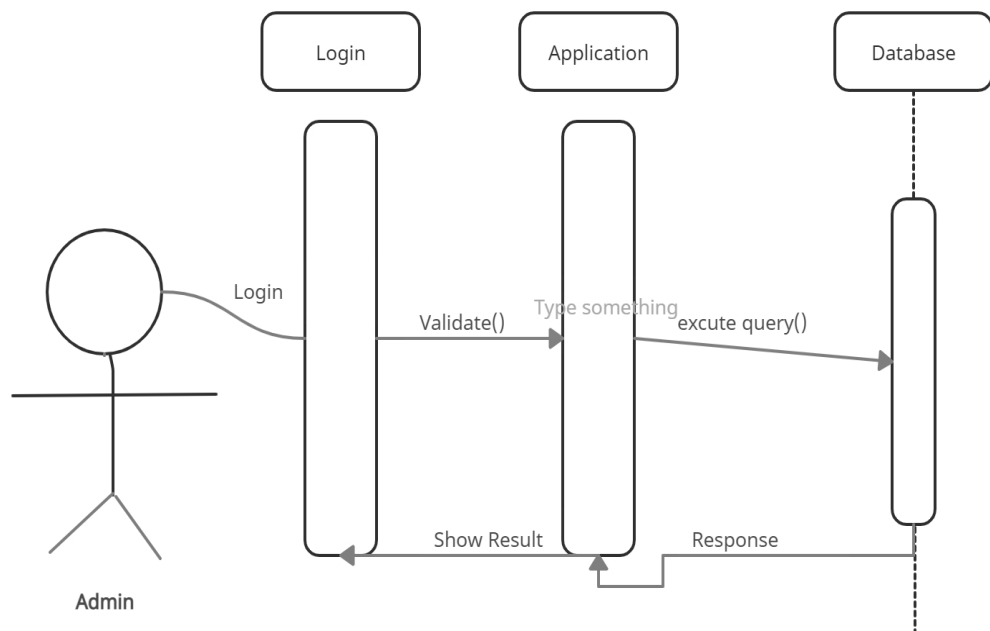 Login
Application
Database
Login
Type something
Validate()
excute query()
Show Result
Response
Admin